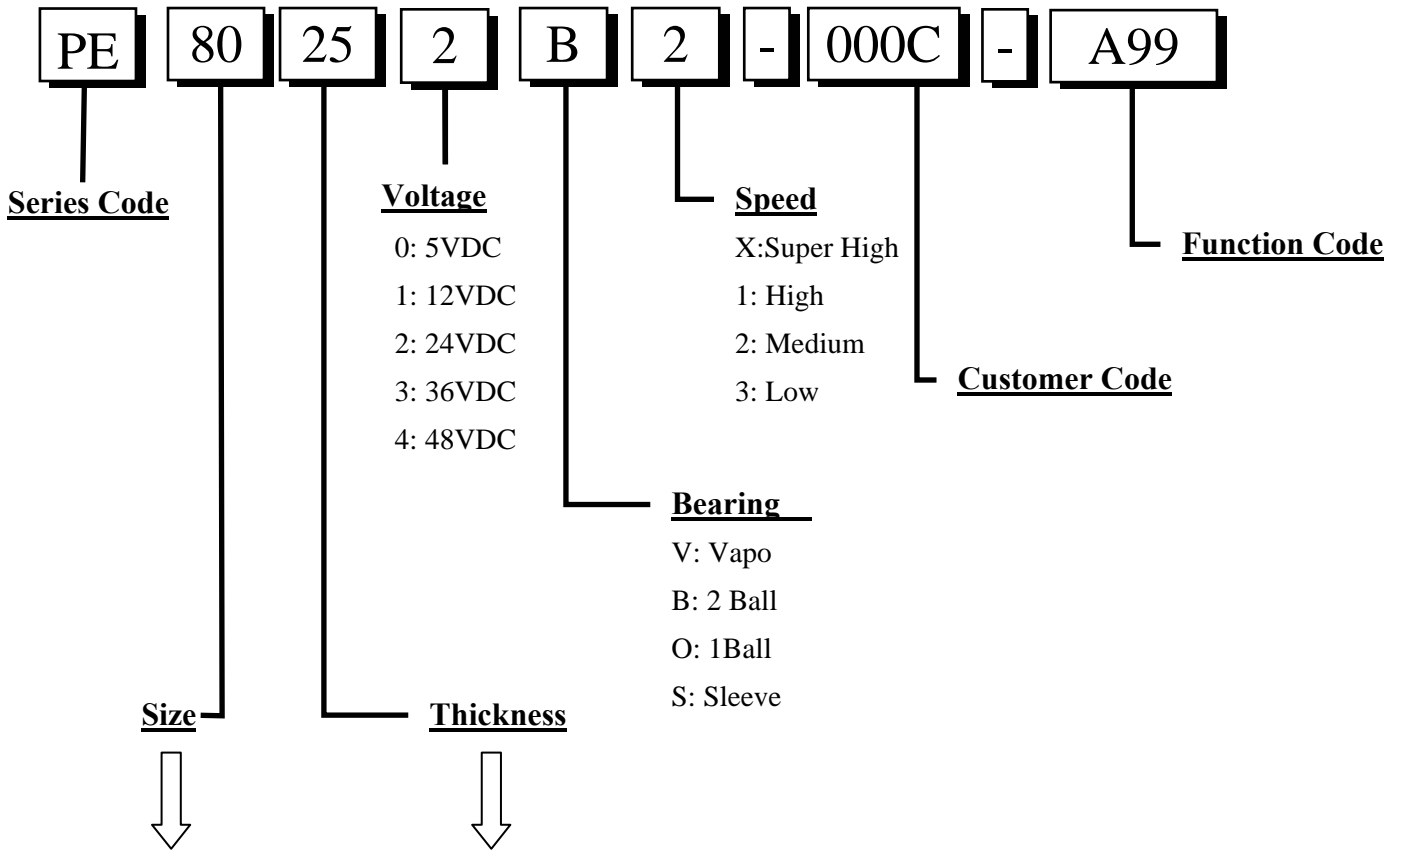 PE 80 25 2 B 2 - 000C - A99
Series Code
Voltage
0: 5VDC
1: 12VDC
2: 24VDC
3: 36VDC
4: 48VDC
Speed
X:Super High
1: High
2: Medium
3: Low
Function Code
Customer Code
Bearing
V: Vapo
B: 2 Ball
O: 1Ball
S: Sleeve
Size
Thickness